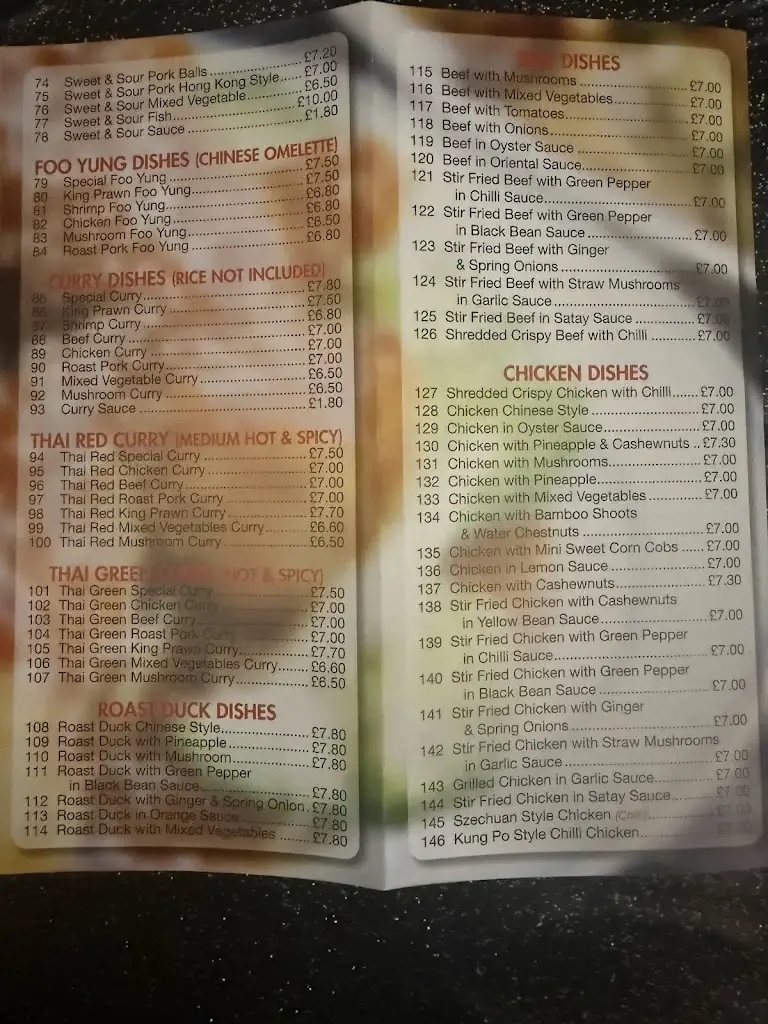 74 Sweet & Sour Pork Balls £7.20
75 Sweet & Sour Pork Hong Kong Style £7.00
76 Sweet & Sour Mixed Vegetable £6.50
77 Sweet & Sour Fish £10.00
78 Sweet & Sour Sauce £1.80
FOO YUNG DISHES (CHINESE OMELETTE)
79 Special Foo Yung £7.50
80 King Prawn Foo Yung £7.50
81 Shrimp Foo Yung £6.80
82 Chicken Foo Yung £6.80
83 Mushroom Foo Yung £6.50
84 Roast Pork Foo Yung £6.80
CURRY DISHES (RICE NOT INCLUDED)
Special Curry £7.80
King Prawn Curry £7.50
87 Shrimp Curry £6.80
88 Beef Curry £7.00
89 Chicken Curry £7.00
90 Roast Pork Curry £7.00
91 Mixed Vegetable Curry £6.50
92 Mushroom Curry £6.50
93 Curry Sauce £1.80
THAI RED CURRY (MEDIUM HOT & SPICY)
94 Thai Red Special Curry £7.50
95 Thai Red Chicken Curry £7.00
96 Thai Red Beef Curry £7.00
97 Thai Red Roast Pork Curry £7.00
98 Thai Red King Prawn Curry £7.70
99 Thai Red Mixed Vegetables Curry £6.60
100 Thai Red Mushroom Curry £6.50
THAI GREEN HOT & SPICY)
101 Thai Green Special Curry £7.50
102 Thai Green Chicken Curry £7.00
103 Thai Green Beef Curry £7.00
104 Thai Green Roast Pork Curry £7.00
105 Thai Green King Prawn Curry £7.70
106 Thai Green Mixed Vegetables Curry £6.60
107 Thai Green Mushroom Curry £6.50
ROAST DUCK DISHES
108 Roast Duck Chinese Style £7.80
109 Roast Duck with Pineapple £7.80
110 Roast Duck with Mushroom £7.80
111 Roast Duck with Green Pepper
in Black Bean Sauce £7.80
112 Roast Duck with Ginger & Spring Onion £7.80
113 Roast Duck in Orange Sauce £7.80
114 Roast Duck with Mixed Vegetables £7.80
DISHES
115 Beef with Mushrooms £7.00
116 Beef with Mixed Vegetables £7.00
117 Beef with Tomatoes £7.00
118 Beef with Onions £7.00
119 Beef in Oyster Sauce £7.00
120 Beef in Oriental Sauce £7.00
121 Stir Fried Beef with Green Pepper
in Chilli Sauce £7.00
122 Stir Fried Beef with Green Pepper
in Black Bean Sauce £7.00
123 Stir Fried Beef with Ginger
& Spring Onions £7.00
124 Stir Fried Beef with Straw Mushrooms
in Garlic Sauce £7.00
125 Stir Fried Beef in Satay Sauce £7.00
126 Shredded Crispy Beef with Chilli £7.00
CHICKEN DISHES
127 Shredded Crispy Chicken with Chilli £7.00
128 Chicken Chinese Style £7.00
129 Chicken in Oyster Sauce £7.00
130 Chicken with Pineapple & Cashewnuts £7.30
131 Chicken with Mushrooms £7.00
132 Chicken with Pineapple £7.00
133 Chicken with Mixed Vegetables £7.00
134 Chicken with Bamboo Shoots
& Water Chestnuts £7.00
135 Chicken with Mini Sweet Corn Cobs £7.00
136 Chicken in Lemon Sauce £7.00
137 Chicken with Cashewnuts £7.30
138 Stir Fried Chicken with Cashewnuts
in Yellow Bean Sauce £7.00
139 Stir Fried Chicken with Green Pepper
in Chilli Sauce £7.00
140 Stir Fried Chicken with Green Pepper
in Black Bean Sauce £7.00
141 Stir Fried Chicken with Ginger
& Spring Onions £7.00
142 Stir Fried Chicken with Straw Mushrooms
in Garlic Sauce £7.00
143 Grilled Chicken in Garlic Sauce £7.00
144 Stir Fried Chicken in Satay Sauce £7.00
145 Szechuan Style Chicken
146 Kung Po Style Chilli Chicken